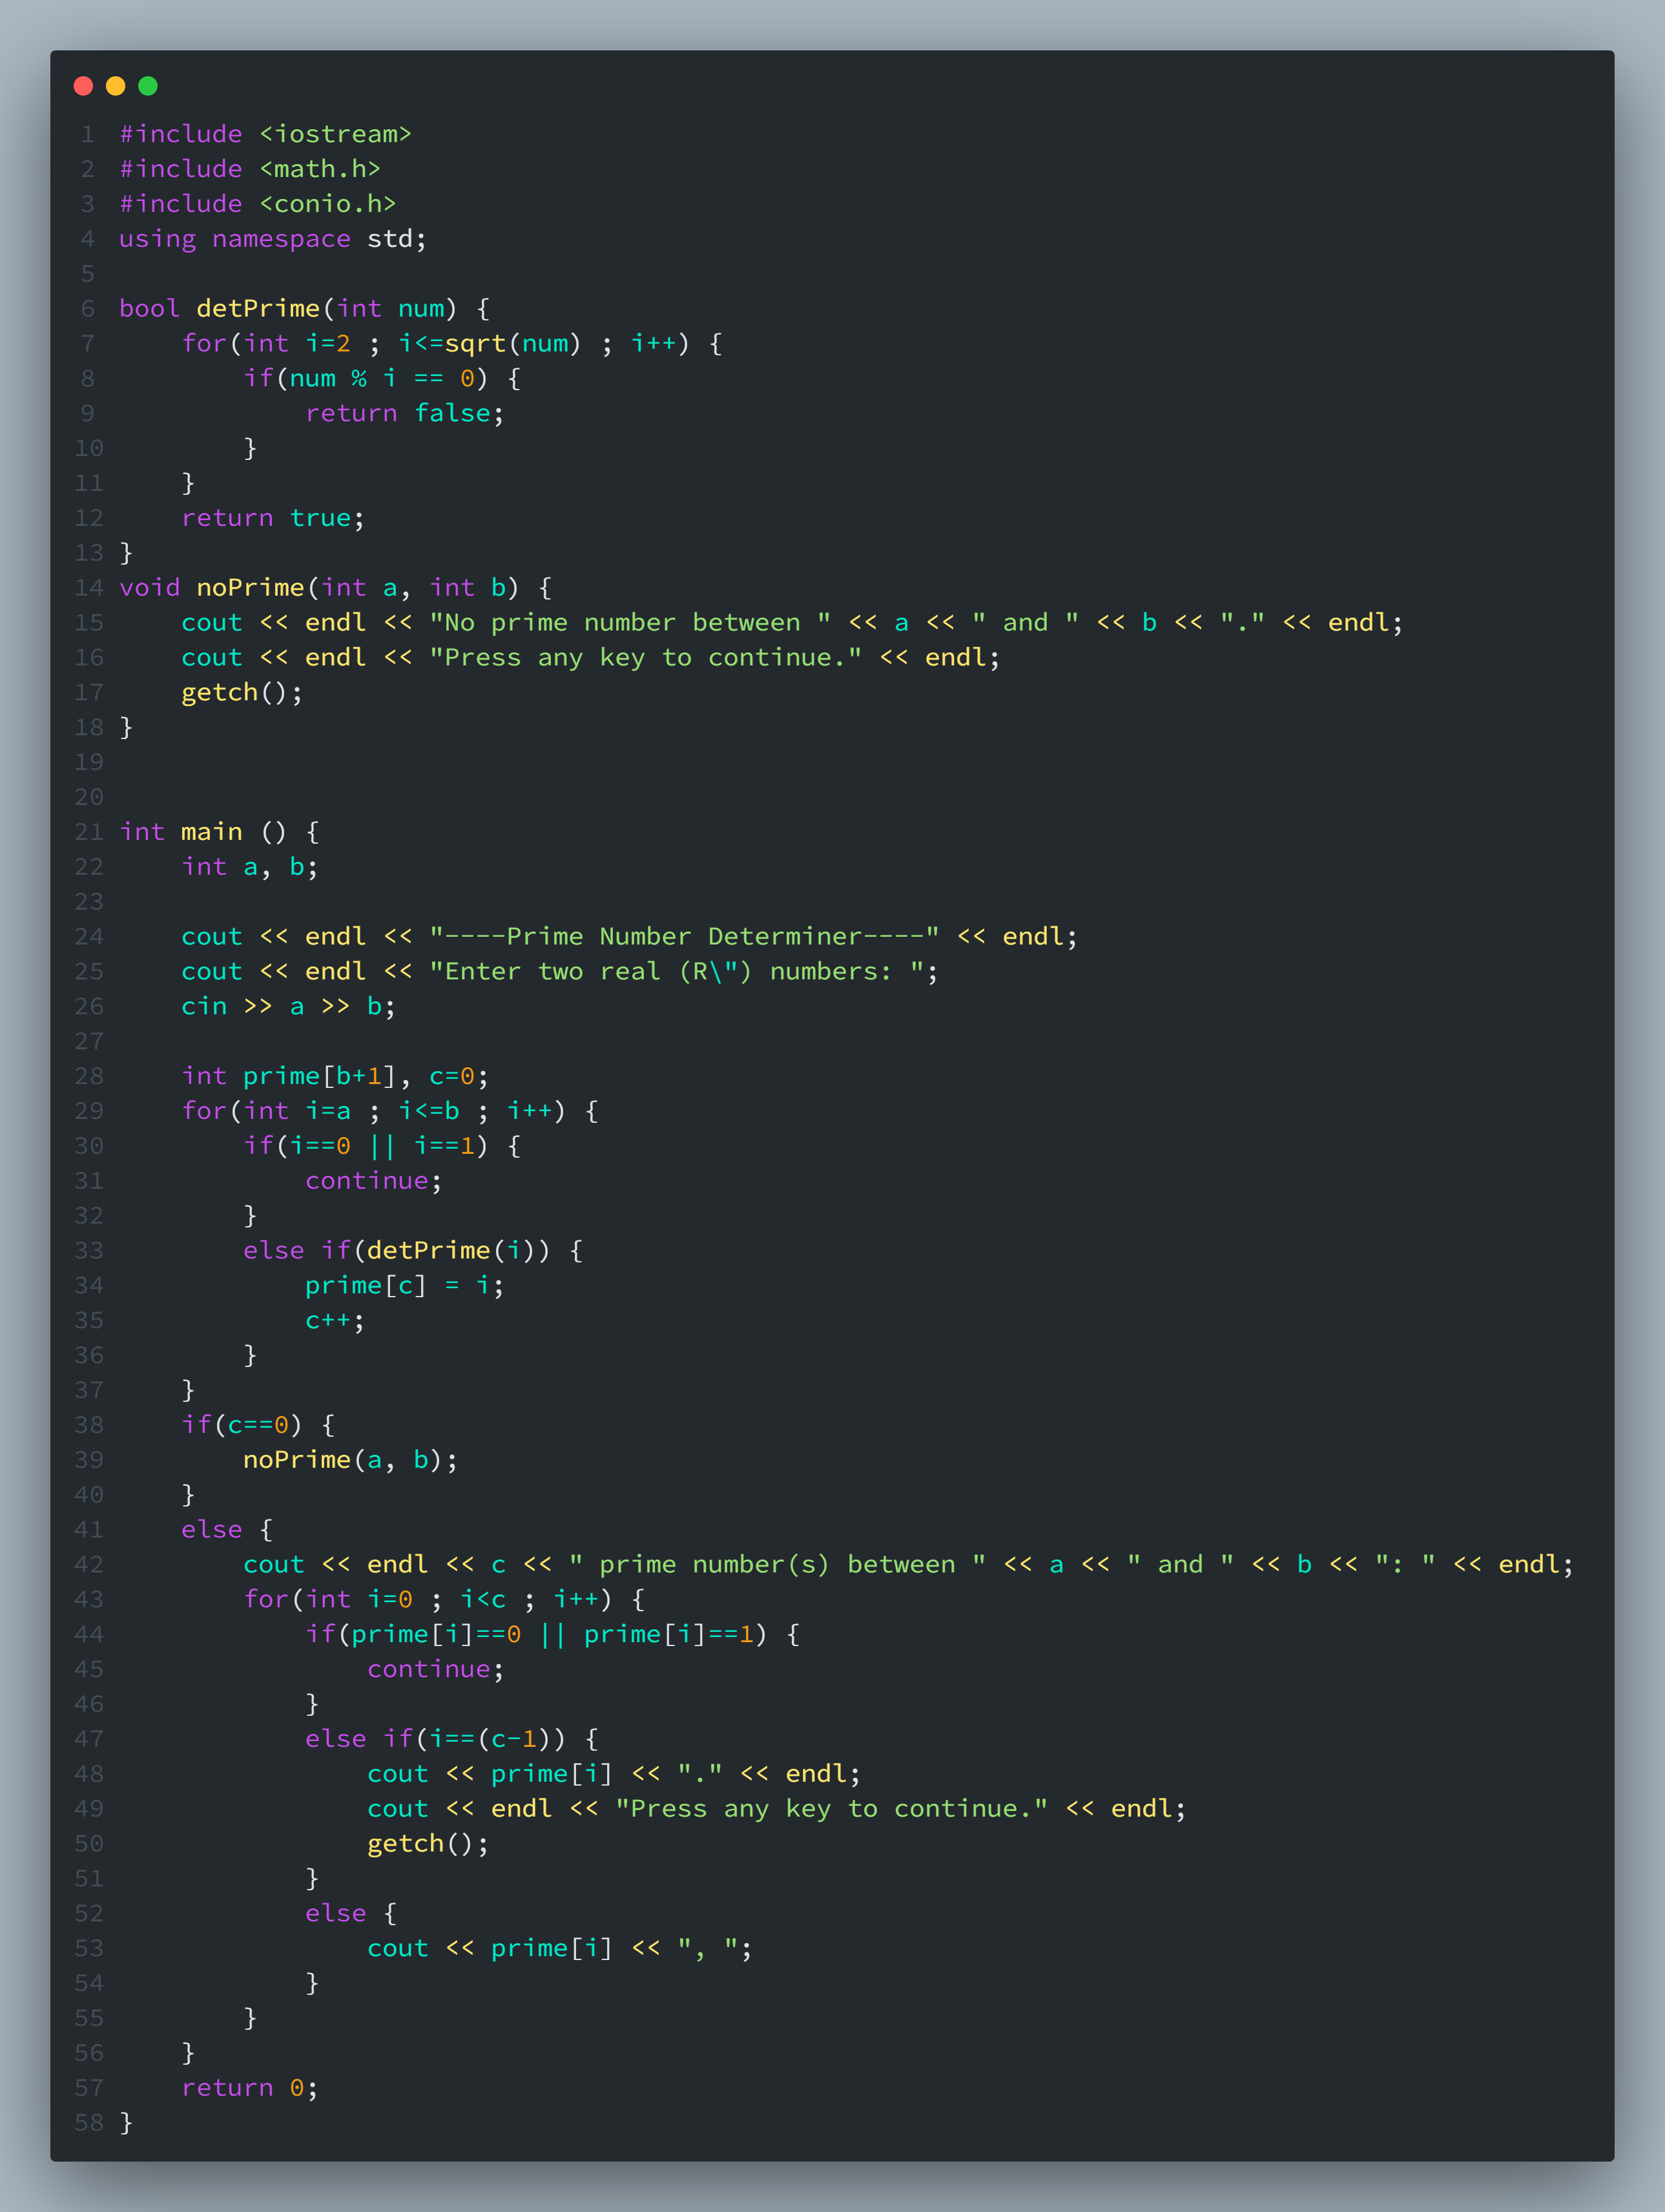 1 #include <iostream>
2 #include <math.h>
3 #include <conio.h>
4 using namespace std;
5
6 bool detPrime(int num) {
7     for(int i=2 ; i<=sqrt(num) ; i++) {
8         if(num % i == 0) {
9             return false;
10         }
11     }
12     return true;
13 }
14 void noPrime(int a, int b) {
15     cout << endl << "No prime number between " << a << " and " << b << "." << endl;
16     cout << endl << "Press any key to continue." << endl;
17     getch();
18 }
19
20
21 int main () {
22     int a, b;
23
24     cout << endl << "----Prime Number Determiner----" << endl;
25     cout << endl << "Enter two real (R\") numbers: ";
26     cin >> a >> b;
27
28     int prime[b+1], c=0;
29     for(int i=a ; i<=b ; i++) {
30         if(i==0 || i==1) {
31             continue;
32         }
33         else if(detPrime(i)) {
34             prime[c] = i;
35             c++;
36         }
37     }
38     if(c==0) {
39         noPrime(a, b);
40     }
41     else {
42         cout << endl << c << " prime number(s) between " << a << " and " << b << ": " << endl;
43         for(int i=0 ; i<c ; i++) {
44             if(prime[i]==0 || prime[i]==1) {
45                 continue;
46             }
47             else if(i==(c-1)) {
48                 cout << prime[i] << "." << endl;
49                 cout << endl << "Press any key to continue." << endl;
50                 getch();
51             }
52             else {
53                 cout << prime[i] << ", ";
54             }
55         }
56     }
57     return 0;
58 }